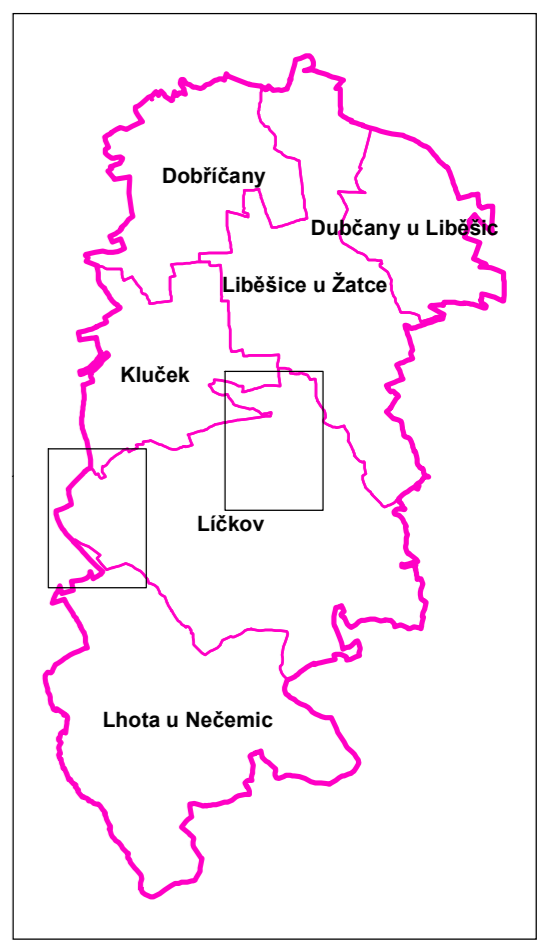 Dobříčany
Dubčany u Liběšic
Liběšice u Žatce
Kluček
Líčkov
Lhota u Nečemic